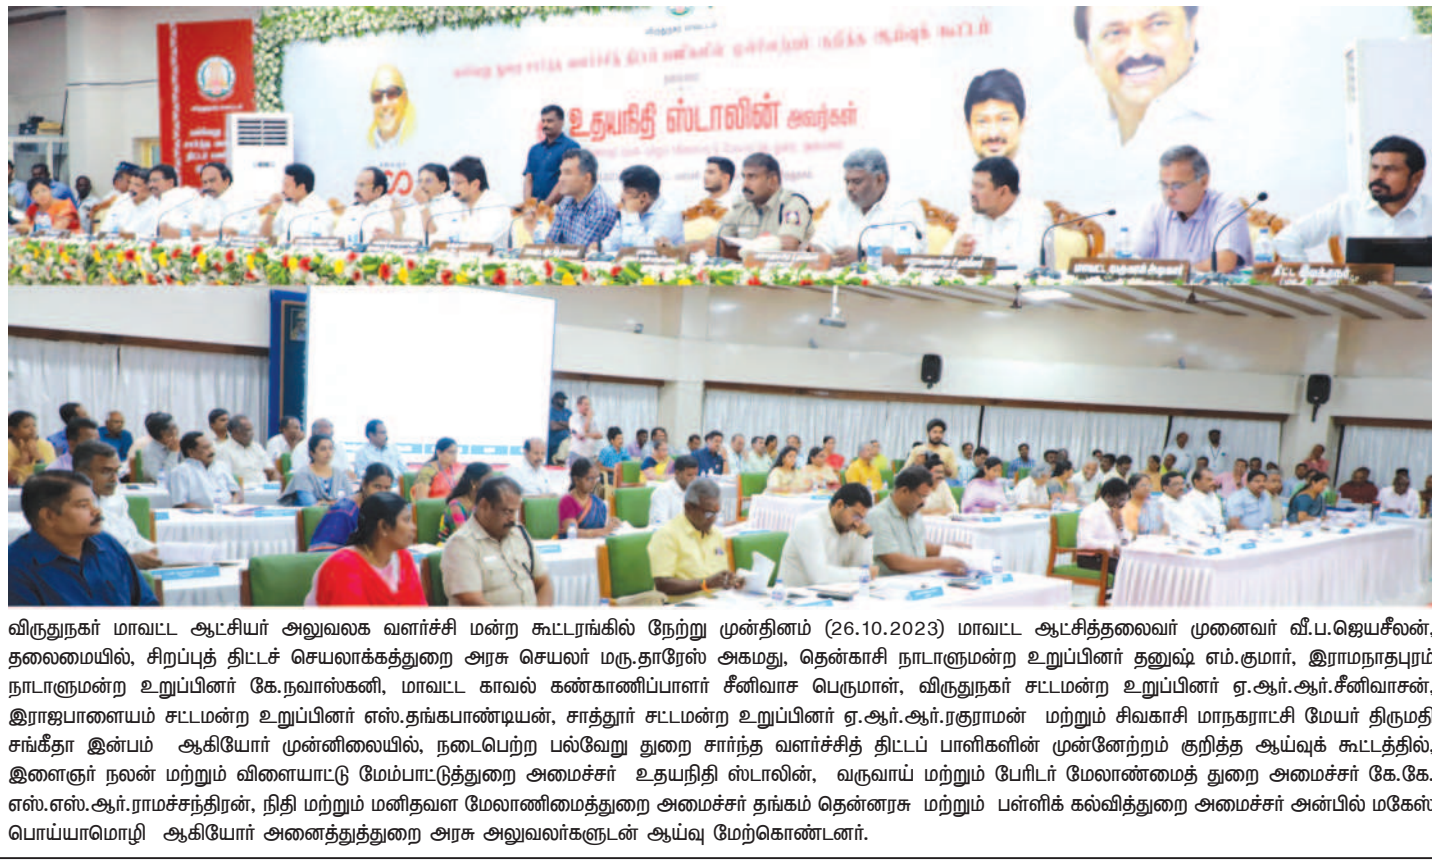 உதயநிதி ஸ்டாலின் அவர்கள்
விருதுநகர் மாவட்ட ஆட்சியர் அலுவலக வளர்ச்சி மன்ற கூட்டரங்கில் நேற்று முன்தினம் (26.10.2023) மாவட்ட ஆட்சித்தலைவர் முனைவர் வீ.ப.ஜெயசீலன்,
தலைமையில், சிறப்புத் திட்டச் செயலாக்கத்துறை அரசு செயலர் மரு.தாரேஸ் அகமது, தென்காசி நாடாளுமன்ற உறுப்பினர் தனுஷ் எம்.குமார், இராமநாதபுரம்
நாடாளுமன்ற உறுப்பினர் கே.நவாஸ்கனி, மாவட்ட காவல் கண்காணிப்பாளர் சீனிவாச பெருமாள், விருதுநகர் சட்டமன்ற உறுப்பினர் ஏ.ஆர்.ஆர்.சீனிவாசன்,
இராஜபாளையம் சட்டமன்ற உறுப்பினர் எஸ்.தங்கபாண்டியன், சாத்தூர் சட்டமன்ற உறுப்பினர் ஏ.ஆர்.ஆர்.ரகுராமன் மற்றும் சிவகாசி மாநகராட்சி மேயர் திருமதி
சங்கீதா இன்பம் ஆகியோர் முன்னிலையில், நடைபெற்ற பல்வேறு துறை சார்ந்த வளர்ச்சித் திட்டப் பாளிகளின் முன்னேற்றம் குறித்த ஆய்வுக் கூட்டத்தில்,
இளைஞர் நலன் மற்றும் விளையாட்டு மேம்பாட்டுத்துறை அமைச்சர் உதயநிதி ஸ்டாலின், வருவாய் மற்றும் பேரிடர் மேலாண்மைத் துறை அமைச்சர் கே.கே.
எஸ்.எஸ்.ஆர்.ராமச்சந்திரன், நிதி மற்றும் மனிதவள மேலாணிமைத்துறை அமைச்சர் தங்கம் தென்னரசு மற்றும் பள்ளிக் கல்வித்துறை அமைச்சர் அன்பில் மகேஸ்
பொய்யாமொழி ஆகியோர் அனைத்துத்துறை அரசு அலுவலர்களுடன் ஆய்வு மேற்கொண்டனர்.